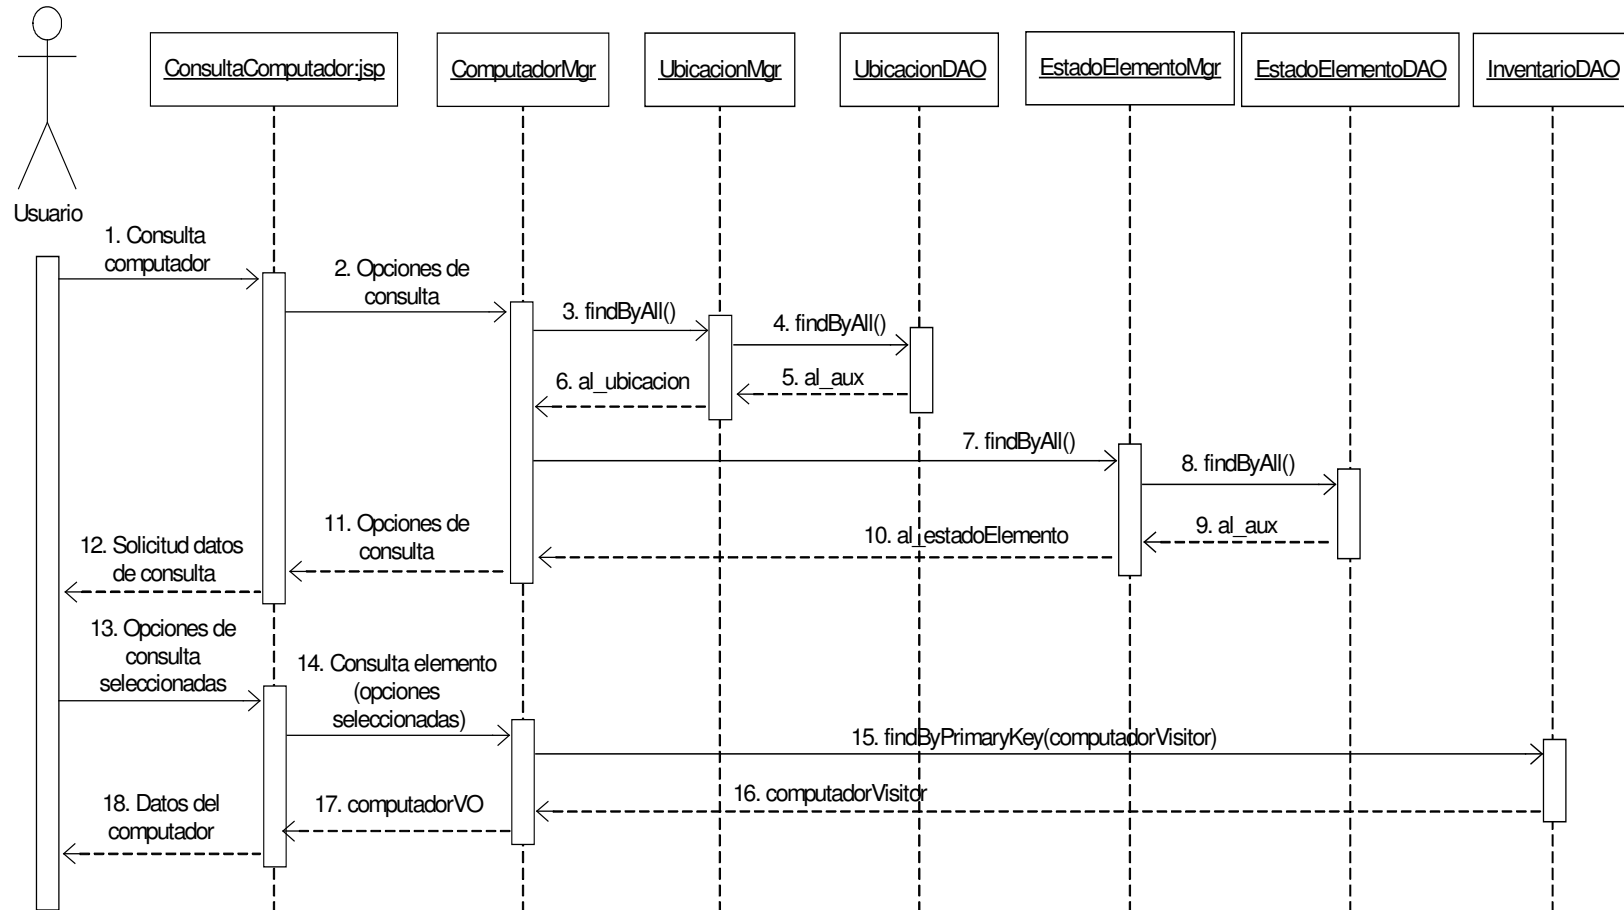 ConsultaComputador:jsp
ComputadorMgr
UbicacionMgr
UbicacionDAO
EstadoElementoMgr
EstadoElementoDAO
InventarioDAO
Usuario
1. Consulta
computador
2. Opciones de
consulta
3. findByAll()
4. findByAll()
5. al_aux
6. al_ubicacion
7. findByAll()
8. findByAll()
9. al_aux
10. al_estadoElemento
11. Opciones de
consulta
12. Solicitud datos
de consulta
13. Opciones de
consulta
seleccionadas
14. Consulta elemento
(opciones
seleccionadas)
15. findByPrimaryKey(computadorVisitor)
16. computadorVisitor
17. computadorVO
18. Datos del
computador